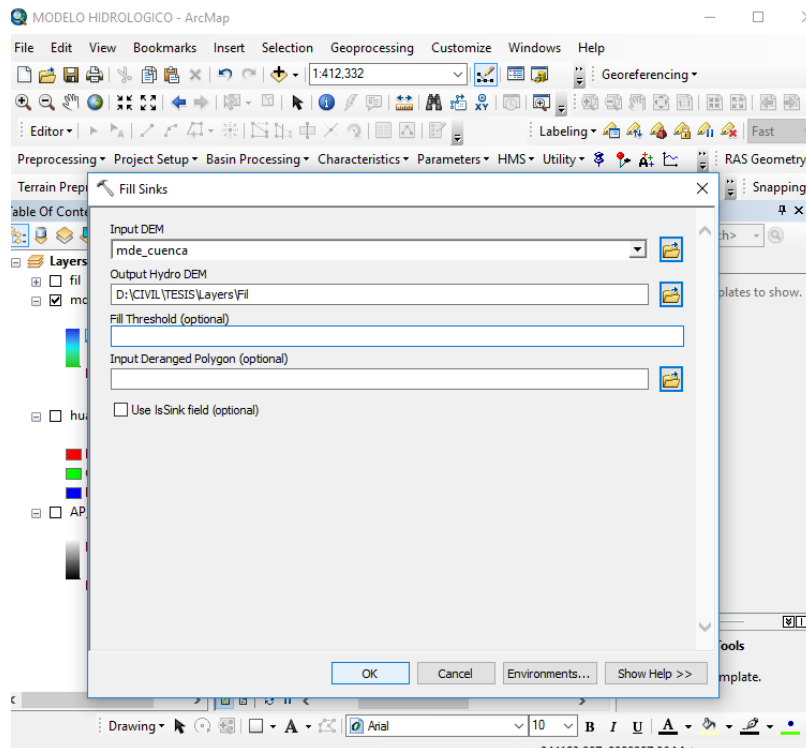 MODELO HIDROLOGICO - ArcMap
File Edit View Bookmarks Insert Selection Geoprocessing Customize Windows Help
1:412,332 Georeferencing
Editor Labeling Fast
Preprocessing Project Setup Basin Processing Characteristics Parameters HMS Utility RAS Geometry
Terrain Prep Fill Sinks Snapping
Table Of Conte
Input DEM
mde_cuenca
Layers
Output Hydro DEM
fil
D:\CIVIL\TESIS\Layers\Fil
plates to show.
Fill Threshold (optional)
Input Deranged Polygon (optional)
Use IsSink field (optional)
hua
AP
ools
OK Cancel Environments... Show Help >>
mplate.
Drawing Arial 10 B I U A